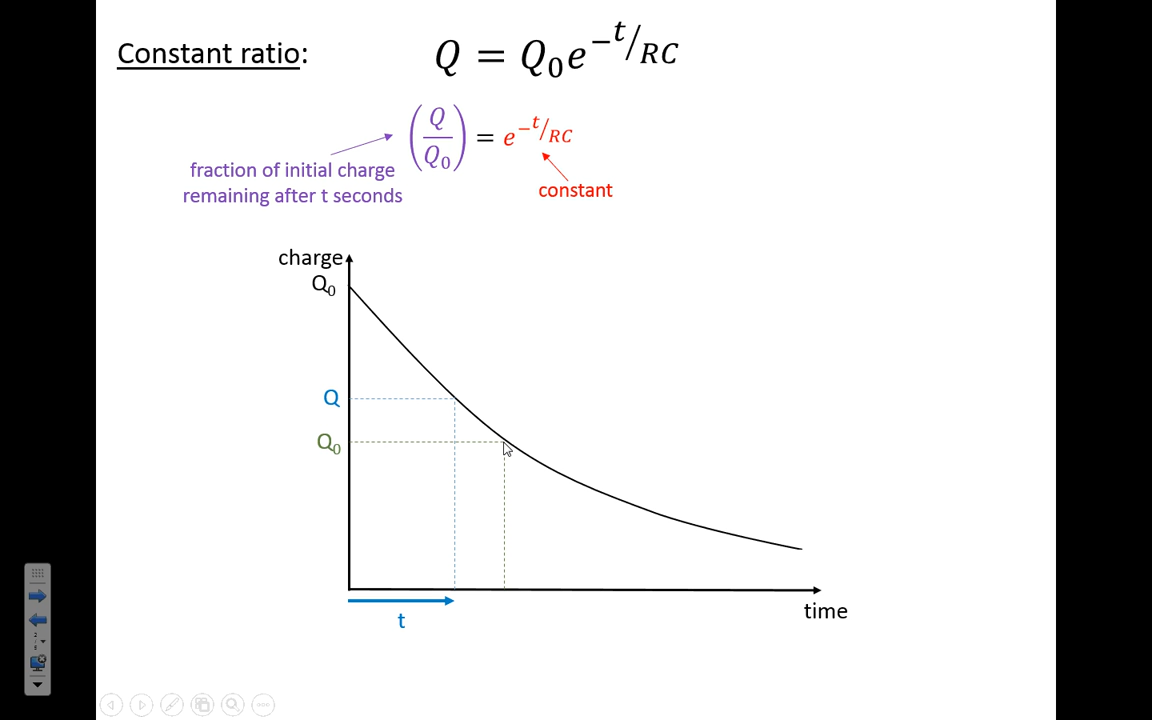 Constant ratio: Q = Q₀e^(−t/RC)
(Q/Q₀) = e^(−t/RC)
fraction of initial charge
remaining after t seconds
constant
charge
Q₀
Q
Q₀
t
time